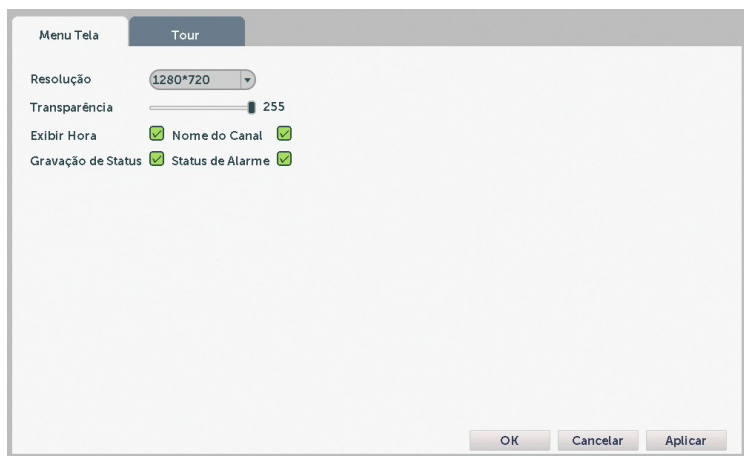 Menu Tela Tour
Resolução 1280*720
Transparência 255
Exibir Hora Nome do Canal
Gravação de Status Status de Alarme
OK Cancelar Aplicar